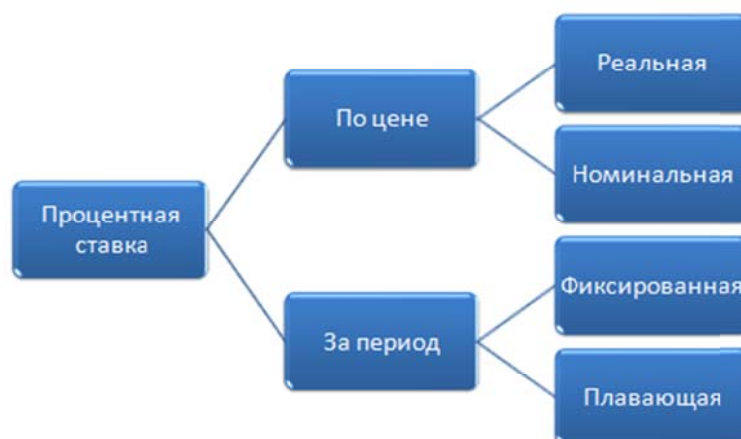 Процентная
ставка
По цене
Реальная
Номинальная
За период
Фиксированная
Плавающая